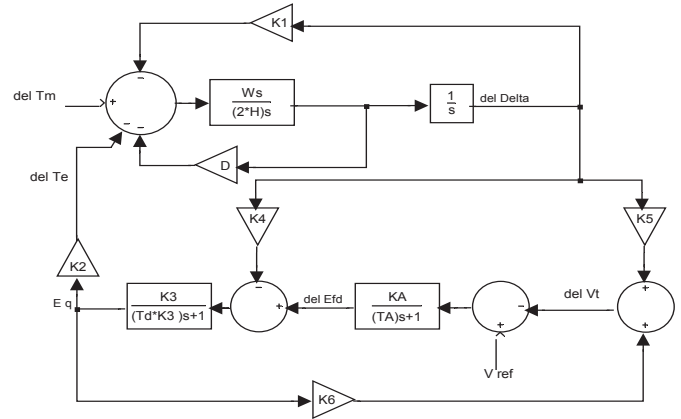 K1
−
del Tm
+
−
−
Ws
(2*H)s
1
s
del Delta
D
del Te
K4
K5
K2
E q
K3
(Td*K3 )s+1
−
+
del Efd
KA
(TA)s+1
−
+
del Vt
+
+
V ref
K6